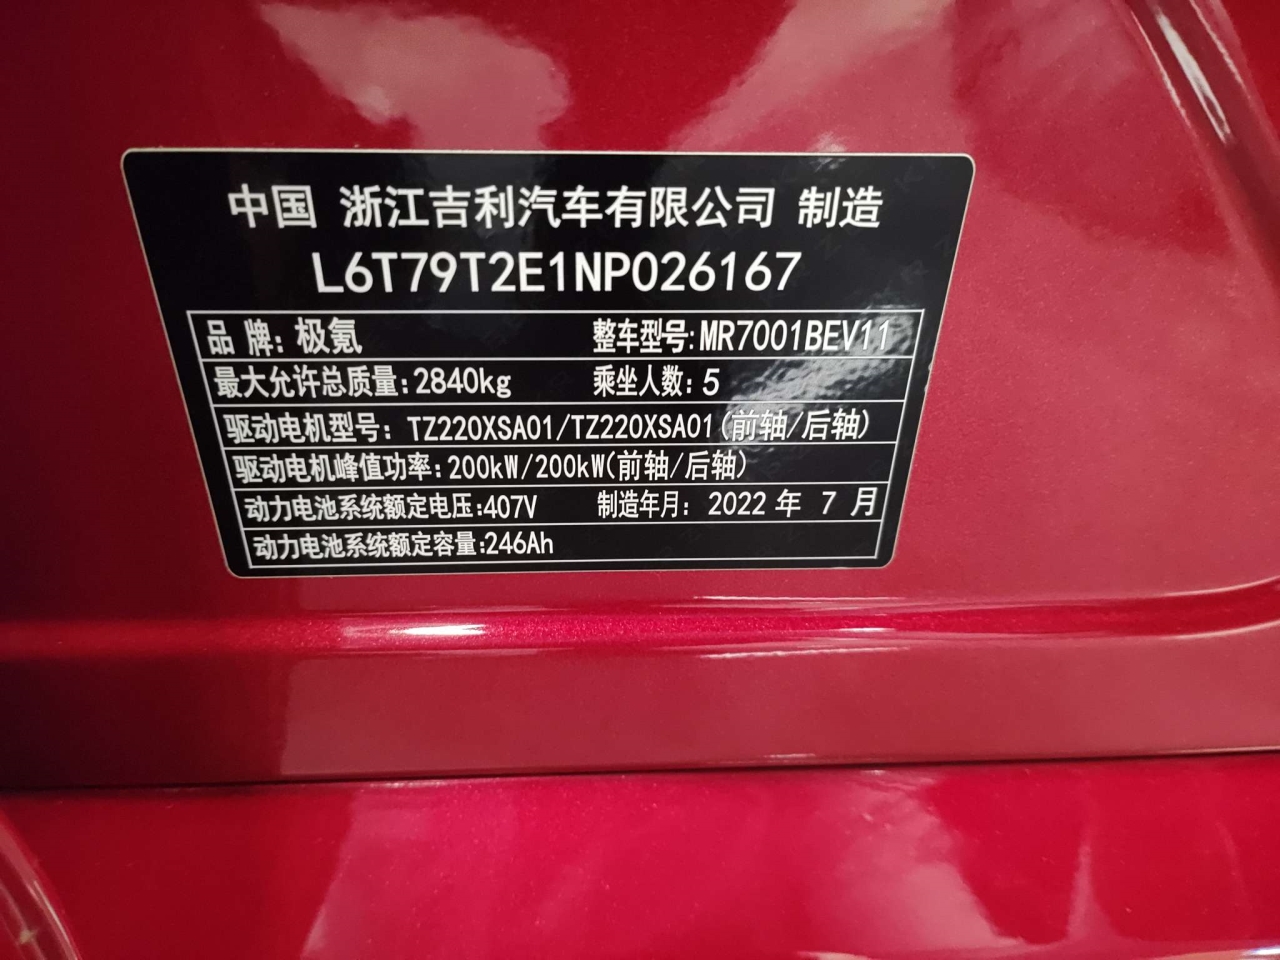 中国 浙江吉利汽车有限公司 制造
L6T79T2E1NP026167
品 牌: 极氪 整车型号: MR7001BEV11
最大允许总质量: 2840kg 乘坐人数: 5
驱动电机型号: TZ220XSA01/TZ220XSA01(前轴/后轴)
驱动电机峰值功率: 200kW/200kW(前轴/后轴)
动力电池系统额定电压: 407V 制造年月: 2022 年 7 月
动力电池系统额定容量: 246Ah